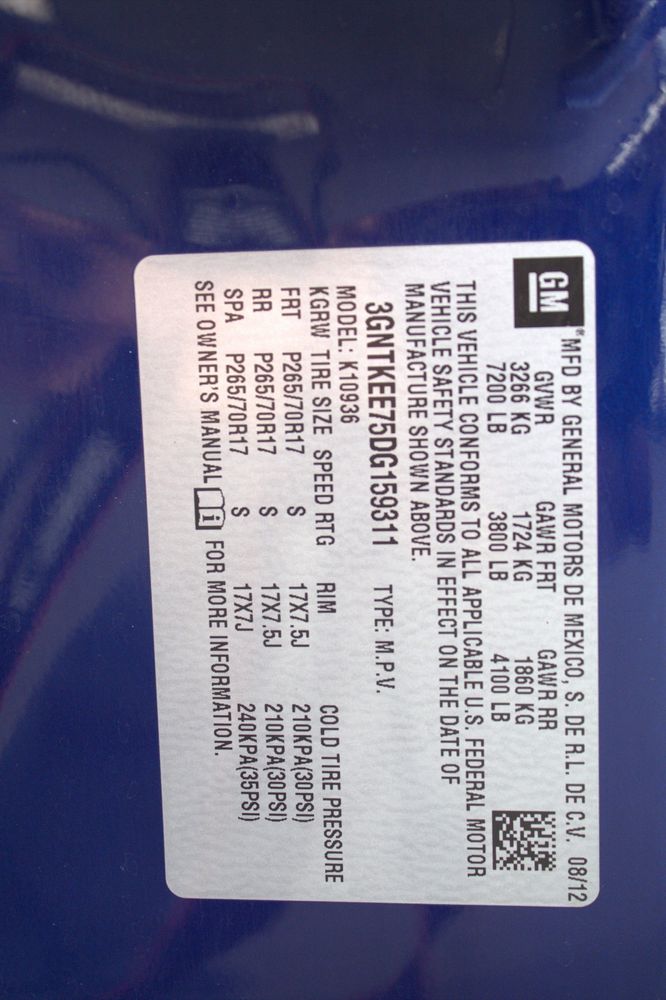 GM® MFD BY GENERAL MOTORS DE MEXICO, S. DE R.L. DE C.V. 08/12
GVWR GAWR FRT GAWR RR
3266 KG 1724 KG 1860 KG
7200 LB 3800 LB 4100 LB
THIS VEHICLE CONFORMS TO ALL APPLICABLE U.S. FEDERAL MOTOR
VEHICLE SAFETY STANDARDS IN EFFECT ON THE DATE OF
MANUFACTURE SHOWN ABOVE.
3GNTKEE75DG159311 TYPE: M.P.V.
MODEL: K10936
KGRW TIRE SIZE SPEED RTG RIM COLD TIRE PRESSURE
FRT P265/70R17 S 17X7.5J 210KPA(30PSI)
RR P265/70R17 S 17X7.5J 210KPA(30PSI)
SPA P265/70R17 S 17X7J 240KPA(35PSI)
SEE OWNER'S MANUAL i FOR MORE INFORMATION.